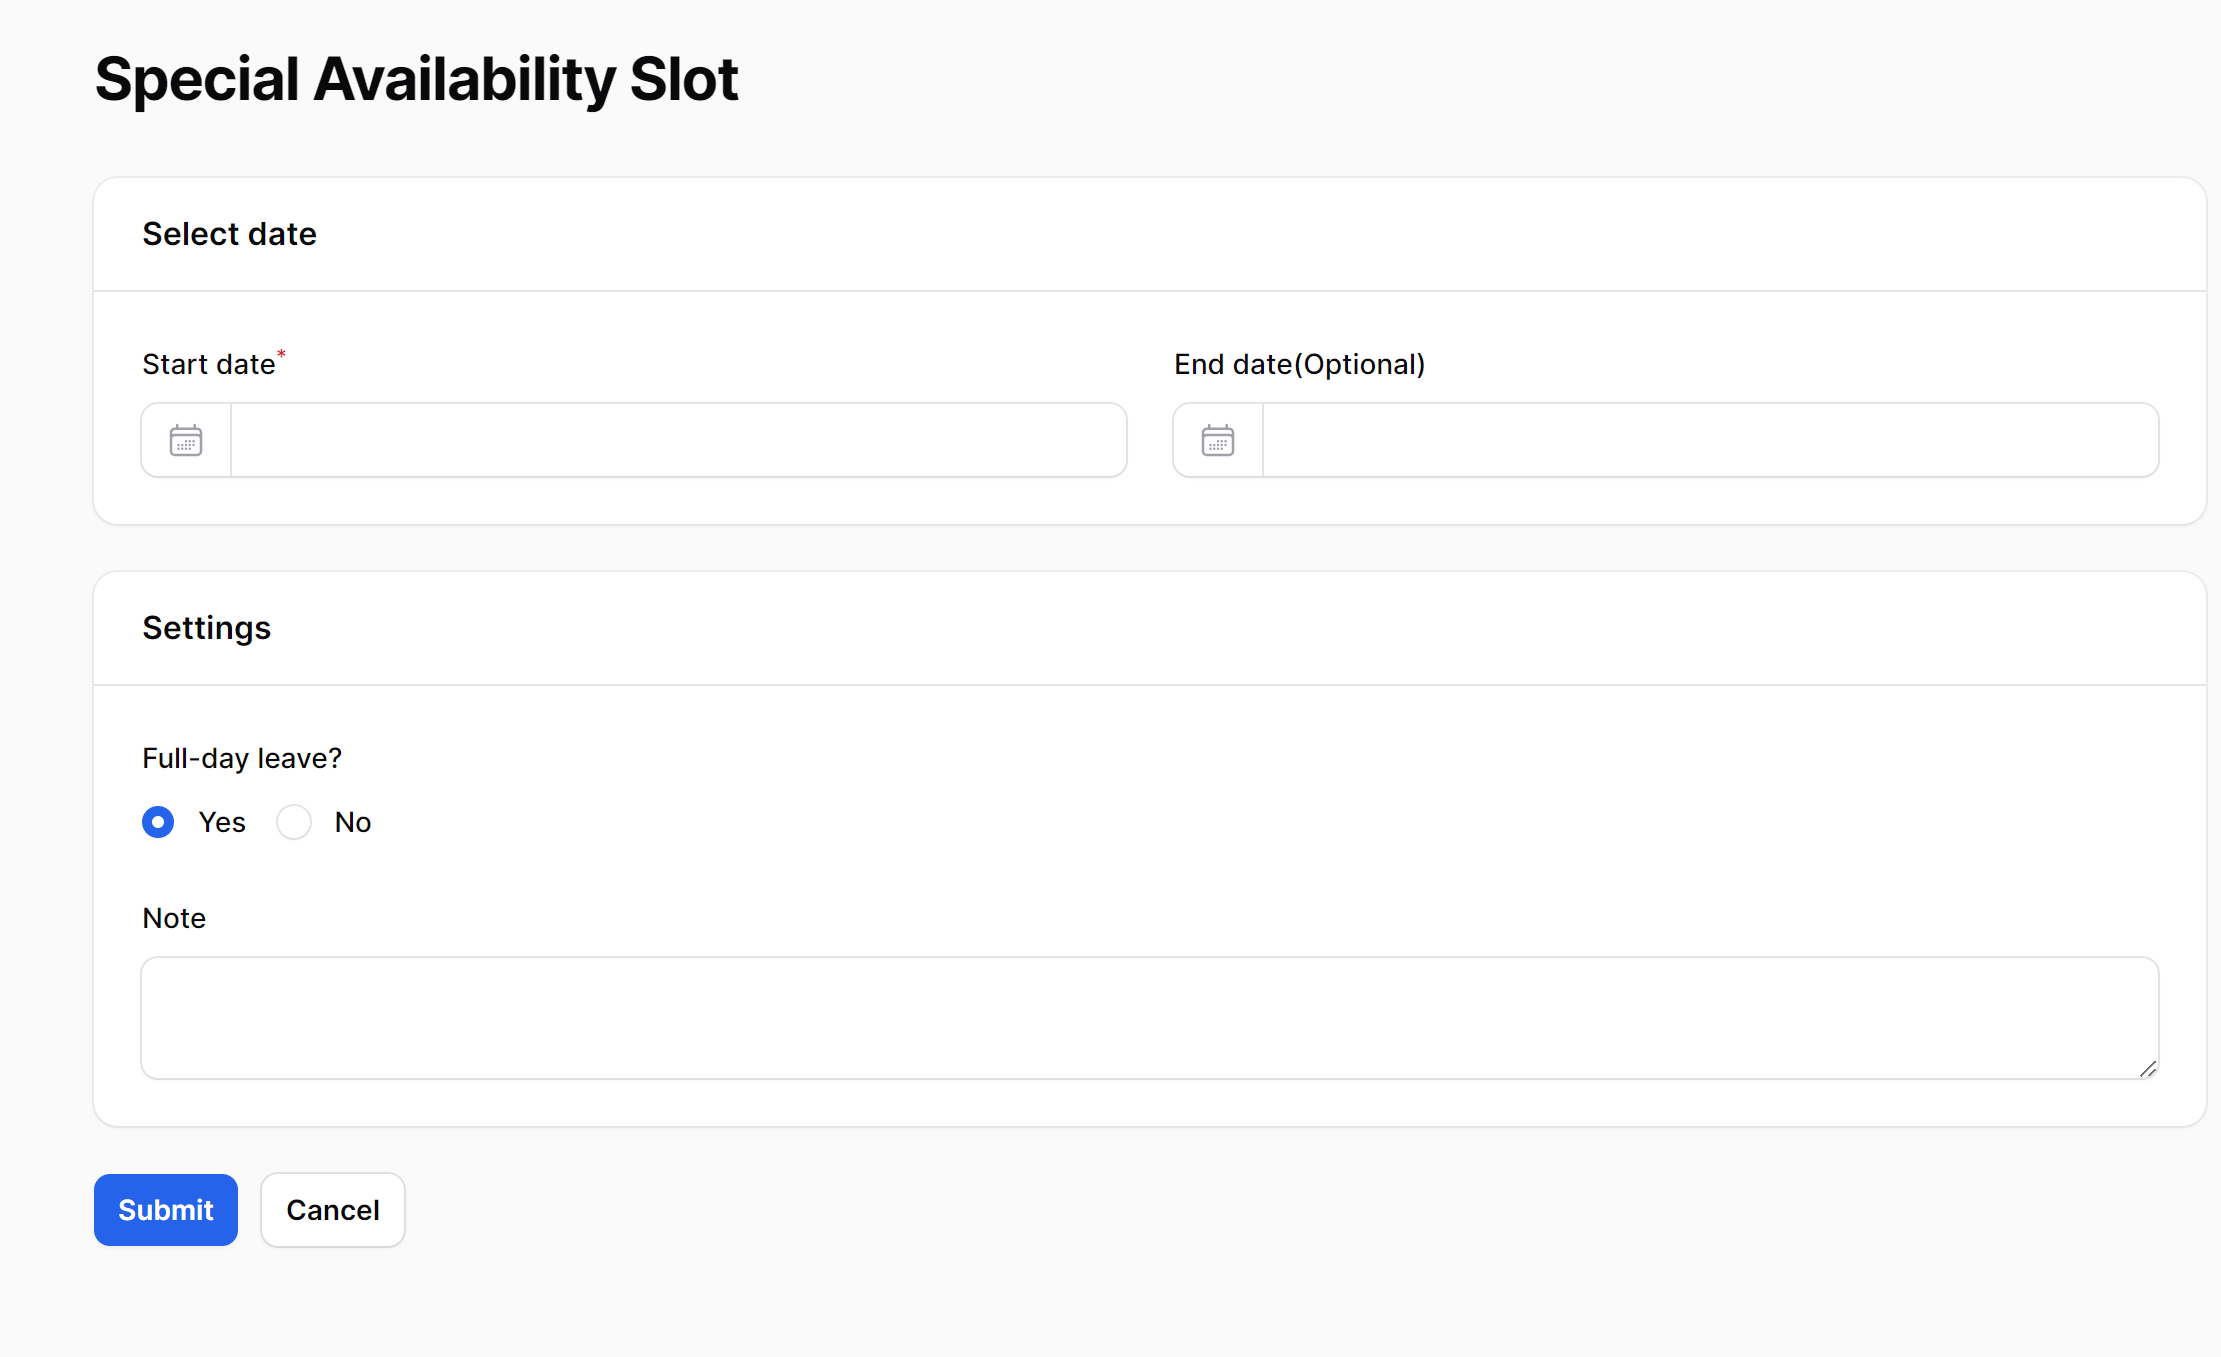 Special Availability Slot
Select date
Start date*
End date(Optional)
Settings
Full-day leave?
Yes No
Note
Submit Cancel